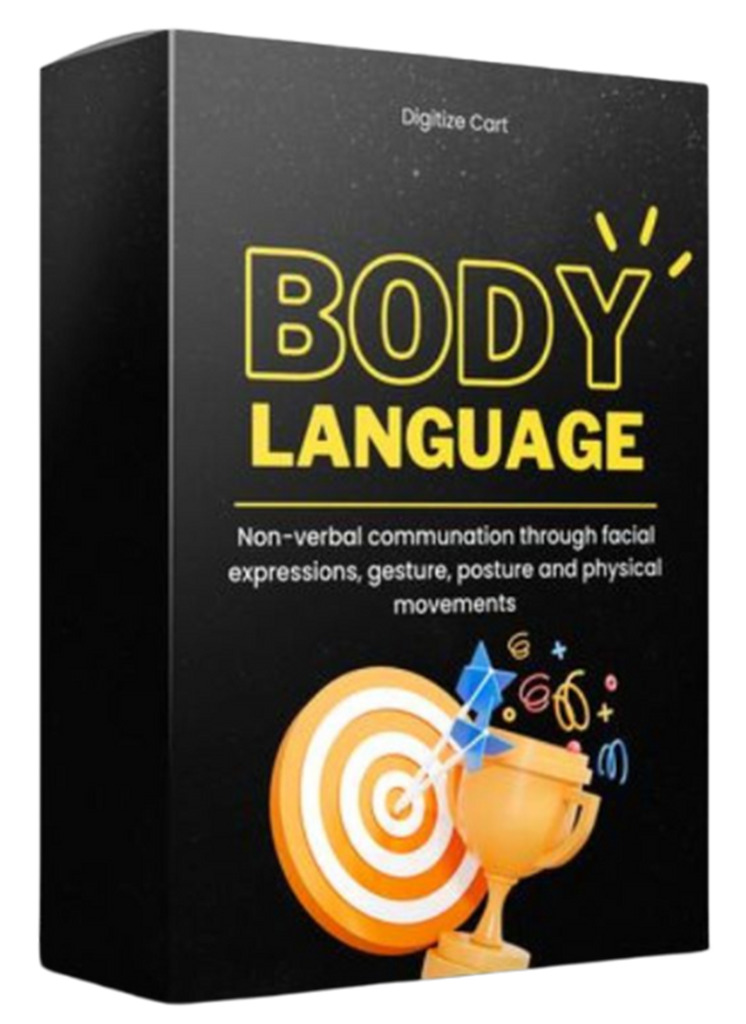 Digitize Cart
BODY
LANGUAGE
Non-verbal communation through facial
expressions, gesture, posture and physical
movements